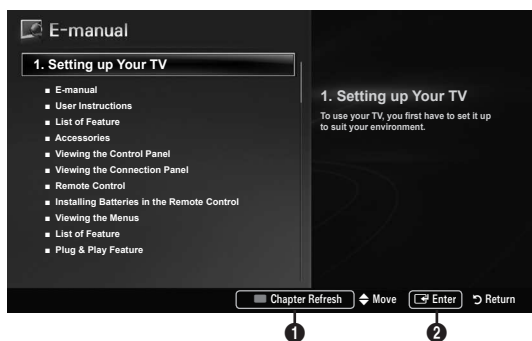 E-manual
1. Setting up Your TV
■ E-manual
■ User Instructions
■ List of Feature
■ Accessories
■ Viewing the Control Panel
■ Viewing the Connection Panel
■ Remote Control
■ Installing Batteries in the Remote Control
■ Viewing the Menus
■ List of Feature
■ Plug & Play Feature
1. Setting up Your TV
To use your TV, you first have to set it up
to suit your environment.
Chapter Refresh Move Enter Return
1 2